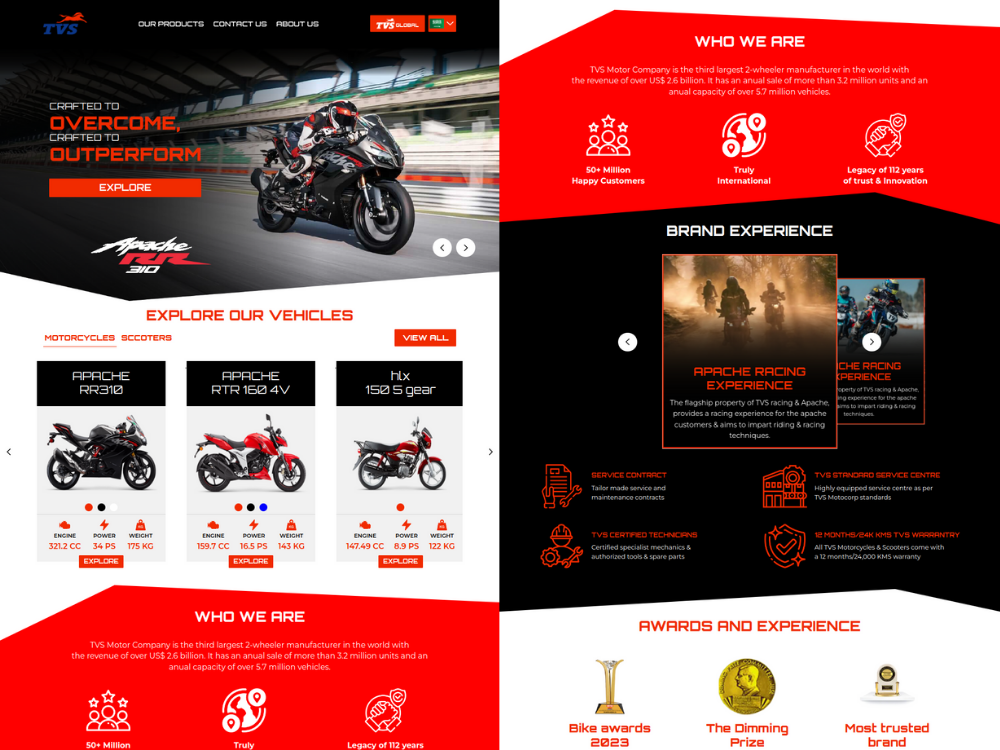 TVS
OUR PRODUCTS CONTACT US ABOUT US
TVS GLOBAL
CRAFTED TO
OVERCOME,
CRAFTED TO
OUTPERFORM
EXPLORE
Apache
RR
310
Apache
EXPLORE OUR VEHICLES
MOTORCYCLES SCCOTERS
VIEW ALL
APACHE
RR310
ENGINE POWER WEIGHT
321.2 CC 34 PS 175 KG
EXPLORE
APACHE
RTR 160 4V
ENGINE POWER WEIGHT
159.7 CC 16.5 PS 143 KG
EXPLORE
hlx
150 5 gear
ENGINE POWER WEIGHT
147.49 CC 8.9 PS 122 KG
EXPLORE
WHO WE ARE
TVS Motor Company is the third largest 2-wheeler manufacturer in the world with
the revenue of over US$ 2.6 billion. It has an anual sale of more than 3.2 million units and an
anual capacity of over 5.7 million vehicles.
50+ Million
Truly
Legacy of 112 years
WHO WE ARE
TVS Motor Company is the third largest 2-wheeler manufacturer in the world with
the revenue of over US$ 2.6 billion. It has an anual sale of more than 3.2 million units and an
anual capacity of over 5.7 million vehicles.
50+ Million
Happy Customers
Truly
International
Legacy of 112 years
of trust & Innovation
BRAND EXPERIENCE
APACHE RACING
EXPERIENCE
The flagship property of TVS racing & Apache,
provides a racing experience for the apache
customers & aims to impart riding & racing
techniques.
CHE RACING
XPERIENCE
roperty of TVS racing & Apache,
ing experience for the apache
aims to impart riding & racing
techniques.
SERVICE CONTRACT
Tailor made service and
maintenance contracts
TVS STANDARD SERVICE CENTRE
Highly equipped service centre as per
TVS Motocorp standards
TVS CERTIFIED TECHNICIANS
Certified specialist mechanics &
authorized tools & spare parts
12 MONTHS/24K KMS TVS WARRANTRY
All TVS Motorcycles & Scooters come with
a 12 months/24,000 KMS warranty
AWARDS AND EXPERIENCE
Bike awards
2023
The Dimming
Prize
Most trusted
brand